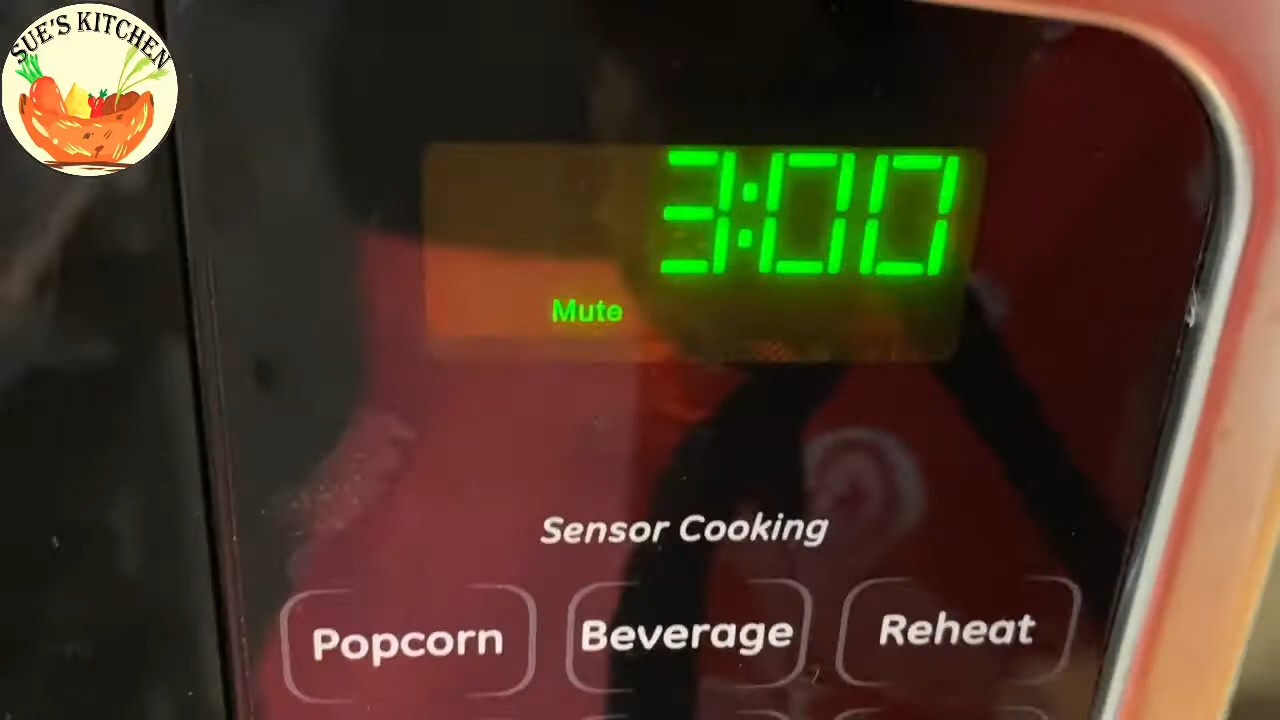 SUE'S KITCHEN
3:00
Mute
Sensor Cooking
Popcorn Beverage Reheat